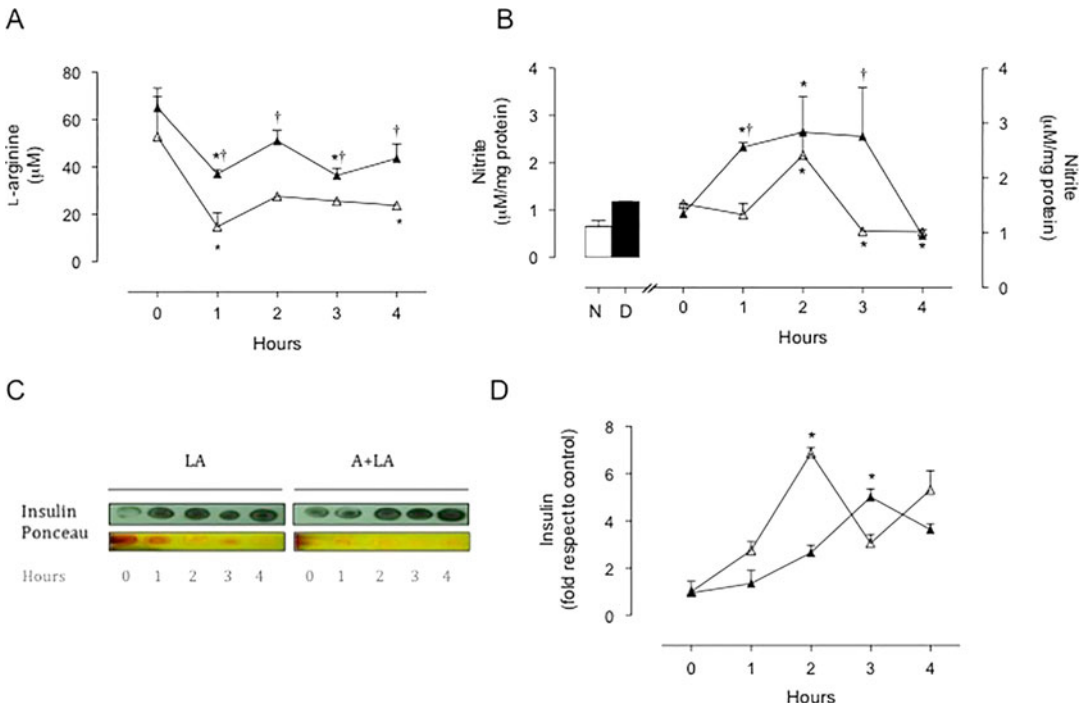 A
L-arginine
(µM)
80
60
40
20
0
*†
†
*†
†
*
*
0 1 2 3 4
Hours
B
Nitrite
(µM/mg protein)
4
3
2
1
0
*†
*
†
*
*
*
N D
0 1 2 3 4
Hours
4
3
2
1
0
Nitrite
(µM/mg protein)
C
LA A+LA
Insulin
Ponceau
Hours 0 1 2 3 4 0 1 2 3 4
D
Insulin
(fold respect to control)
8
6
4
2
0
*
*
0 1 2 3 4
Hours